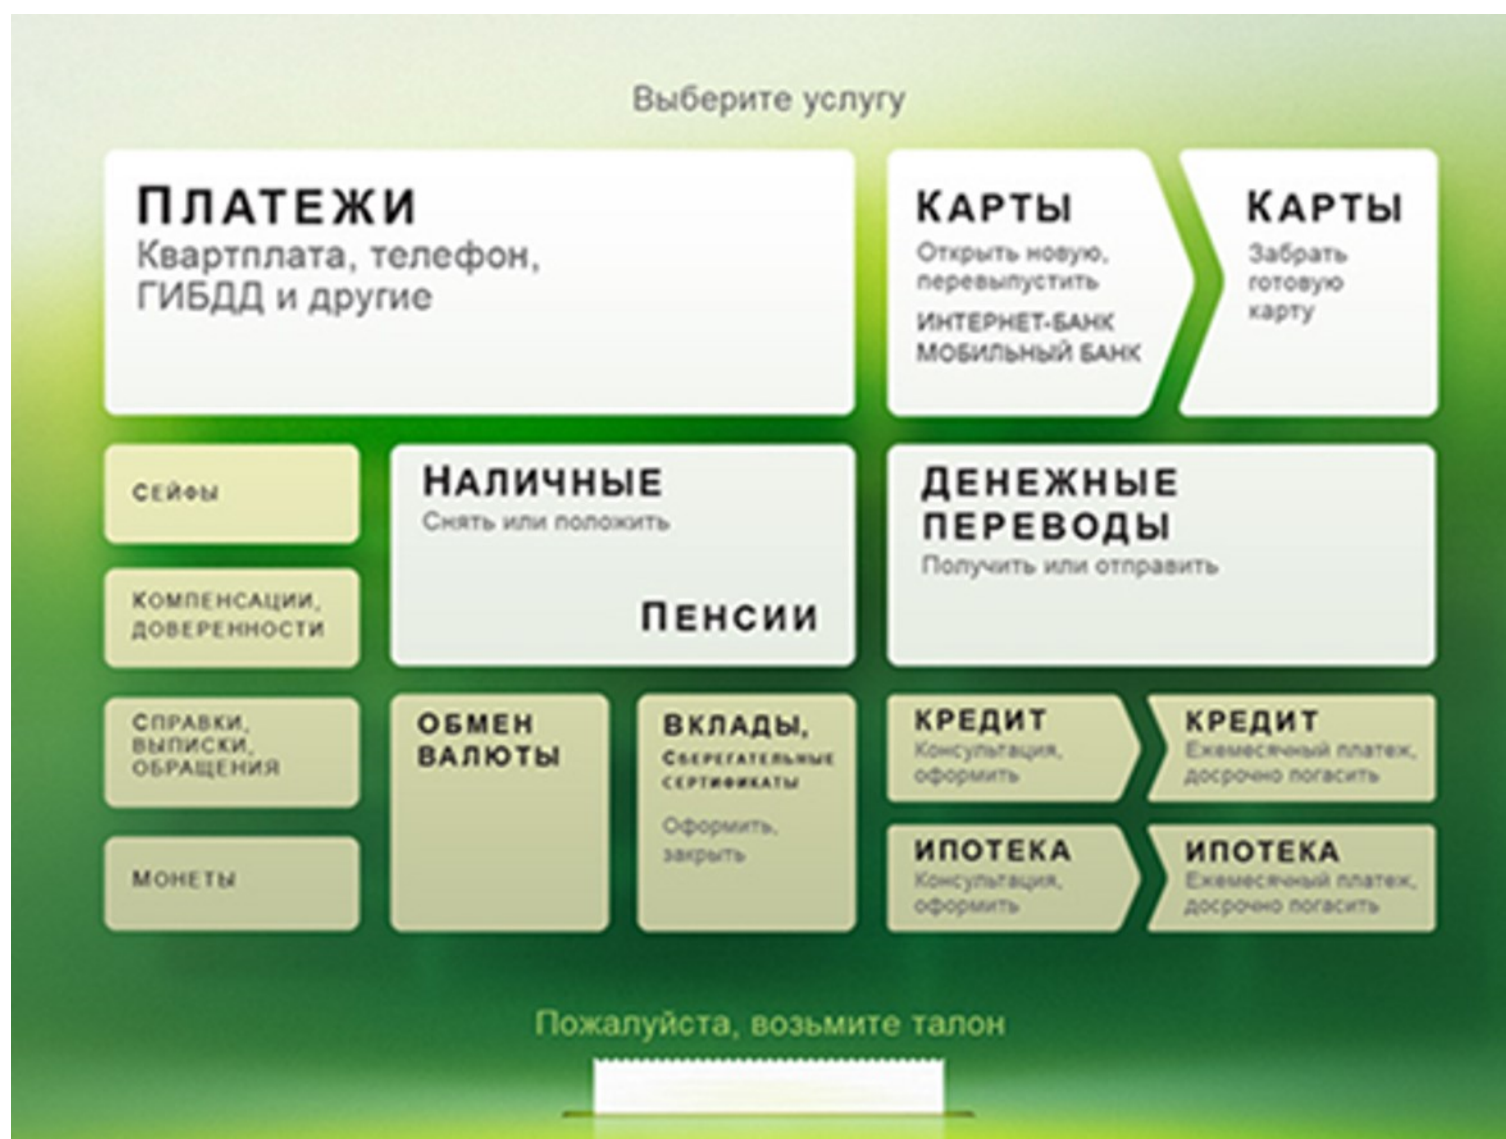 Выберите услугу
ПЛАТЕЖИ
Квартплата, телефон,
ГИБДД и другие
КАРТЫ
Открыть новую,
перевыпустить
ИНТЕРНЕТ-БАНК
МОБИЛЬНЫЙ БАНК
КАРТЫ
Забрать
готовую
карту
СЕЙФЫ
КОМПЕНСАЦИИ,
ДОВЕРЕННОСТИ
СПРАВКИ,
ВЫПИСКИ,
ОБРАЩЕНИЯ
МОНЕТЫ
НАЛИЧНЫЕ
Снять или положить
ПЕНСИИ
ДЕНЕЖНЫЕ
ПЕРЕВОДЫ
Получить или отправить
ОБМЕН
ВАЛЮТЫ
ВКЛАДЫ,
СБЕРЕГАТЕЛЬНЫЕ
СЕРТИФИКАТЫ
Оформить,
закрыть
КРЕДИТ
Консультация,
оформить
КРЕДИТ
Ежемесячный платеж,
досрочно погасить
ИПОТЕКА
Консультация,
оформить
ИПОТЕКА
Ежемесячный платеж,
досрочно погасить
Пожалуйста, возьмите талон